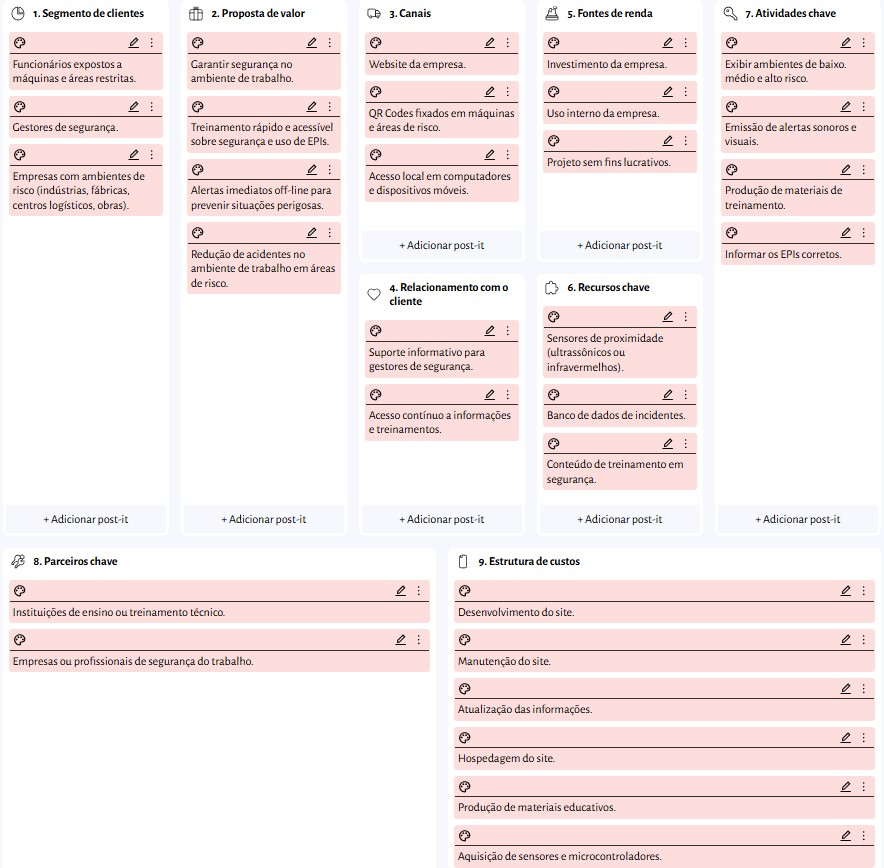 1. Segmento de clientes
Funcionários expostos a
máquinas e áreas restritas.
Gestores de segurança.
Empresas com ambientes de
risco (indústrias, fábricas,
centros logísticos, obras).
+ Adicionar post-it
2. Proposta de valor
Garantir segurança no
ambiente de trabalho.
Treinamento rápido e acessível
sobre segurança e uso de EPIs.
Alertas imediatos off-line para
prevenir situações perigosas.
Redução de acidentes no
ambiente de trabalho em áreas
de risco.
+ Adicionar post-it
3. Canais
Website da empresa.
QR Codes fixados em máquinas
e áreas de risco.
Acesso local em computadores
e dispositivos móveis.
+ Adicionar post-it
4. Relacionamento com o
cliente
Suporte informativo para
gestores de segurança.
Acesso contínuo a informações
e treinamentos.
+ Adicionar post-it
5. Fontes de renda
Investimento da empresa.
Uso interno da empresa.
Projeto sem fins lucrativos.
+ Adicionar post-it
6. Recursos chave
Sensores de proximidade
(ultrassônicos ou
infravermelhos).
Banco de dados de incidentes.
Conteúdo de treinamento em
segurança.
+ Adicionar post-it
7. Atividades chave
Exibir ambientes de baixo.
médio e alto risco.
Emissão de alertas sonoros e
visuais.
Produção de materiais de
treinamento.
Informar os EPIs corretos.
+ Adicionar post-it
8. Parceiros chave
Instituições de ensino ou treinamento técnico.
Empresas ou profissionais de segurança do trabalho.
9. Estrutura de custos
Desenvolvimento do site.
Manutenção do site.
Atualização das informações.
Hospedagem do site.
Produção de materiais educativos.
Aquisição de sensores e microcontroladores.